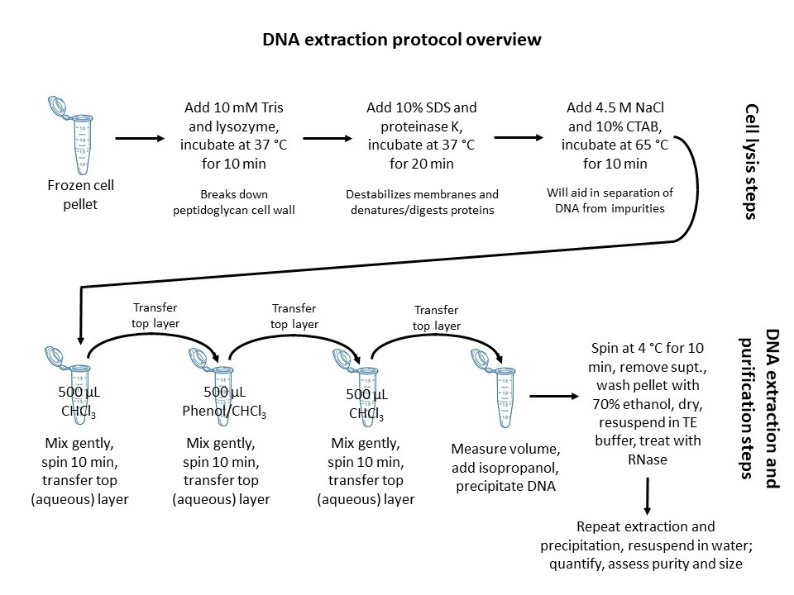 DNA extraction protocol overview
Frozen cell
pellet
Add 10 mM Tris
and lysozyme,
incubate at 37 °C
for 10 min
Breaks down
peptidoglycan cell wall
Add 10% SDS and
proteinase K,
incubate at 37 °C
for 20 min
Destabilizes membranes and
denatures/digests proteins
Add 4.5 M NaCl
and 10% CTAB,
incubate at 65 °C
for 10 min
Will aid in separation of
DNA from impurities
Cell lysis steps
Transfer
top layer
Transfer
top layer
Transfer
top layer
500 µL
CHCl₃
Mix gently,
spin 10 min,
transfer top
(aqueous) layer
500 µL
Phenol/CHCl₃
Mix gently,
spin 10 min,
transfer top
(aqueous) layer
500 µL
CHCl₃
Mix gently,
spin 10 min,
transfer top
(aqueous) layer
Measure volume,
add isopropanol,
precipitate DNA
Spin at 4 °C for 10
min, remove supt.,
wash pellet with
70% ethanol, dry,
resuspend in TE
buffer, treat with
RNase
Repeat extraction and
precipitation, resuspend in water;
quantify, assess purity and size
DNA extraction and
purification steps